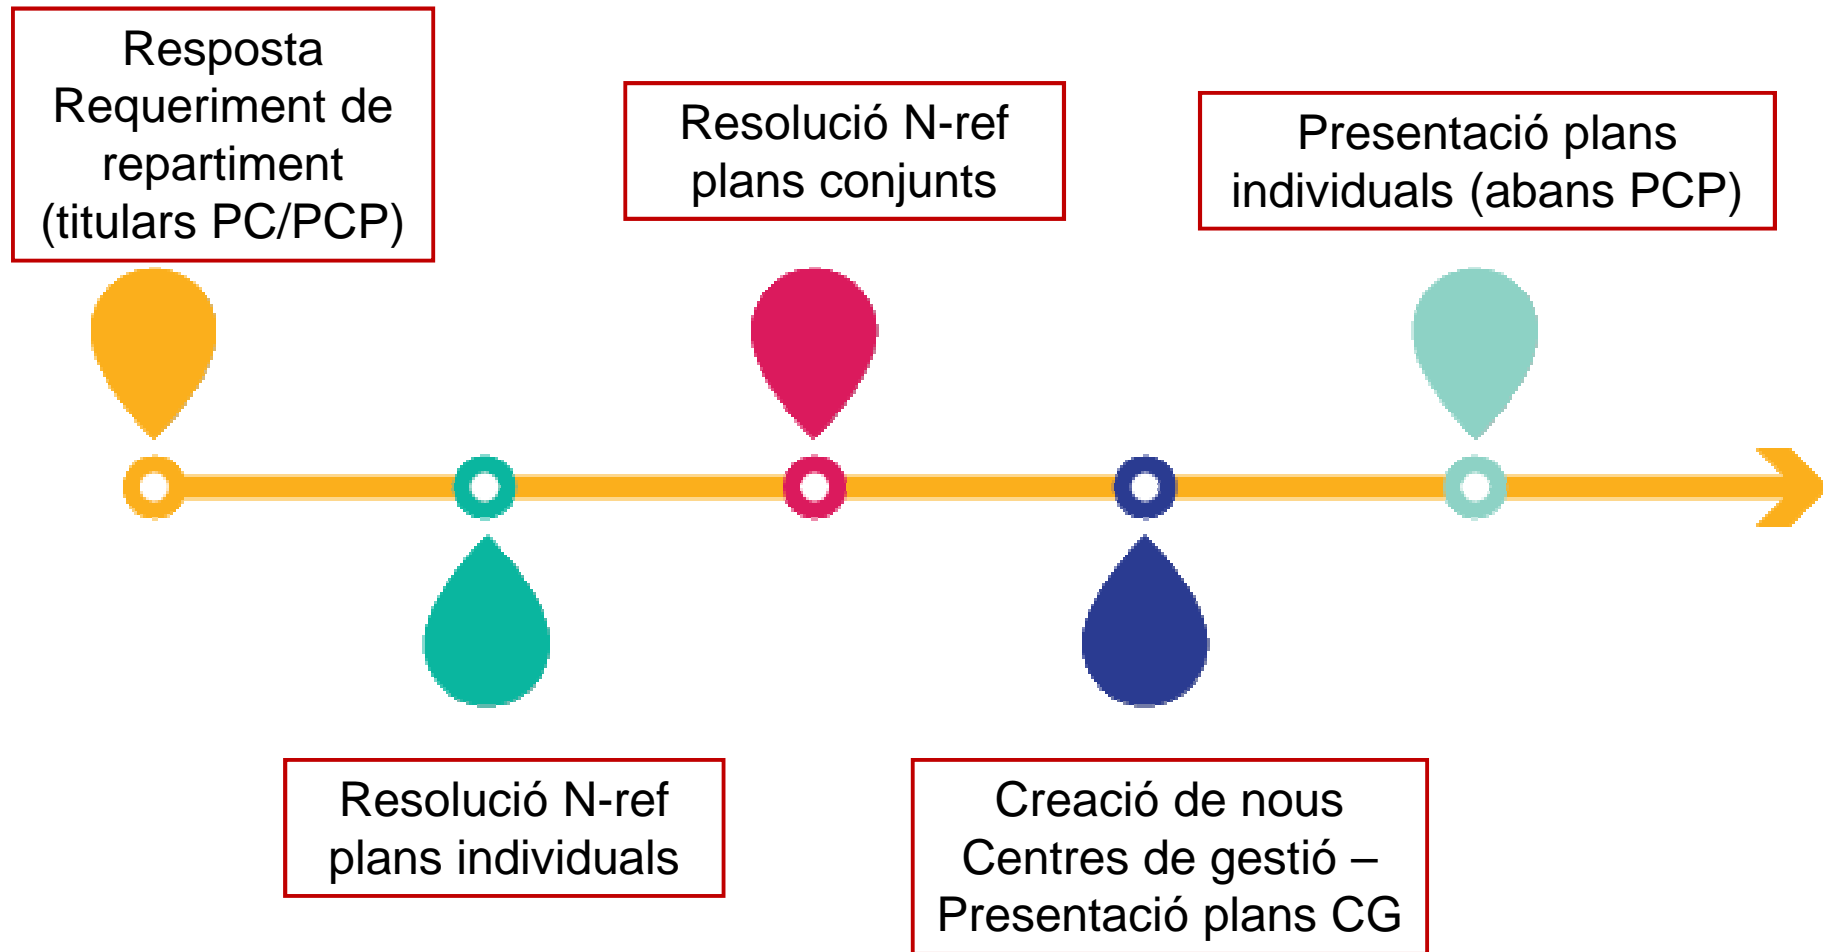 Resposta
Requeriment de
repartiment
(titulars PC/PCP)
Resolució N-ref
plans individuals
Resolució N-ref
plans conjunts
Creació de nous
Centres de gestió –
Presentació plans CG
Presentació plans
individuals (abans PCP)